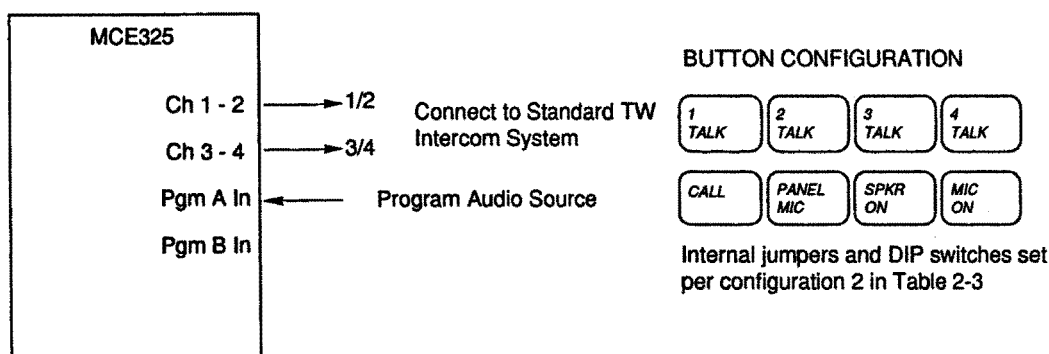 MCE325
Ch 1 - 2
1/2
Ch 3 - 4
3/4
Connect to Standard TW
Intercom System
Pgm A In
Program Audio Source
Pgm B In
BUTTON CONFIGURATION
1
TALK
2
TALK
3
TALK
4
TALK
CALL
PANEL
MIC
SPKR
ON
MIC
ON
Internal jumpers and DIP switches set
per configuration 2 in Table 2-3